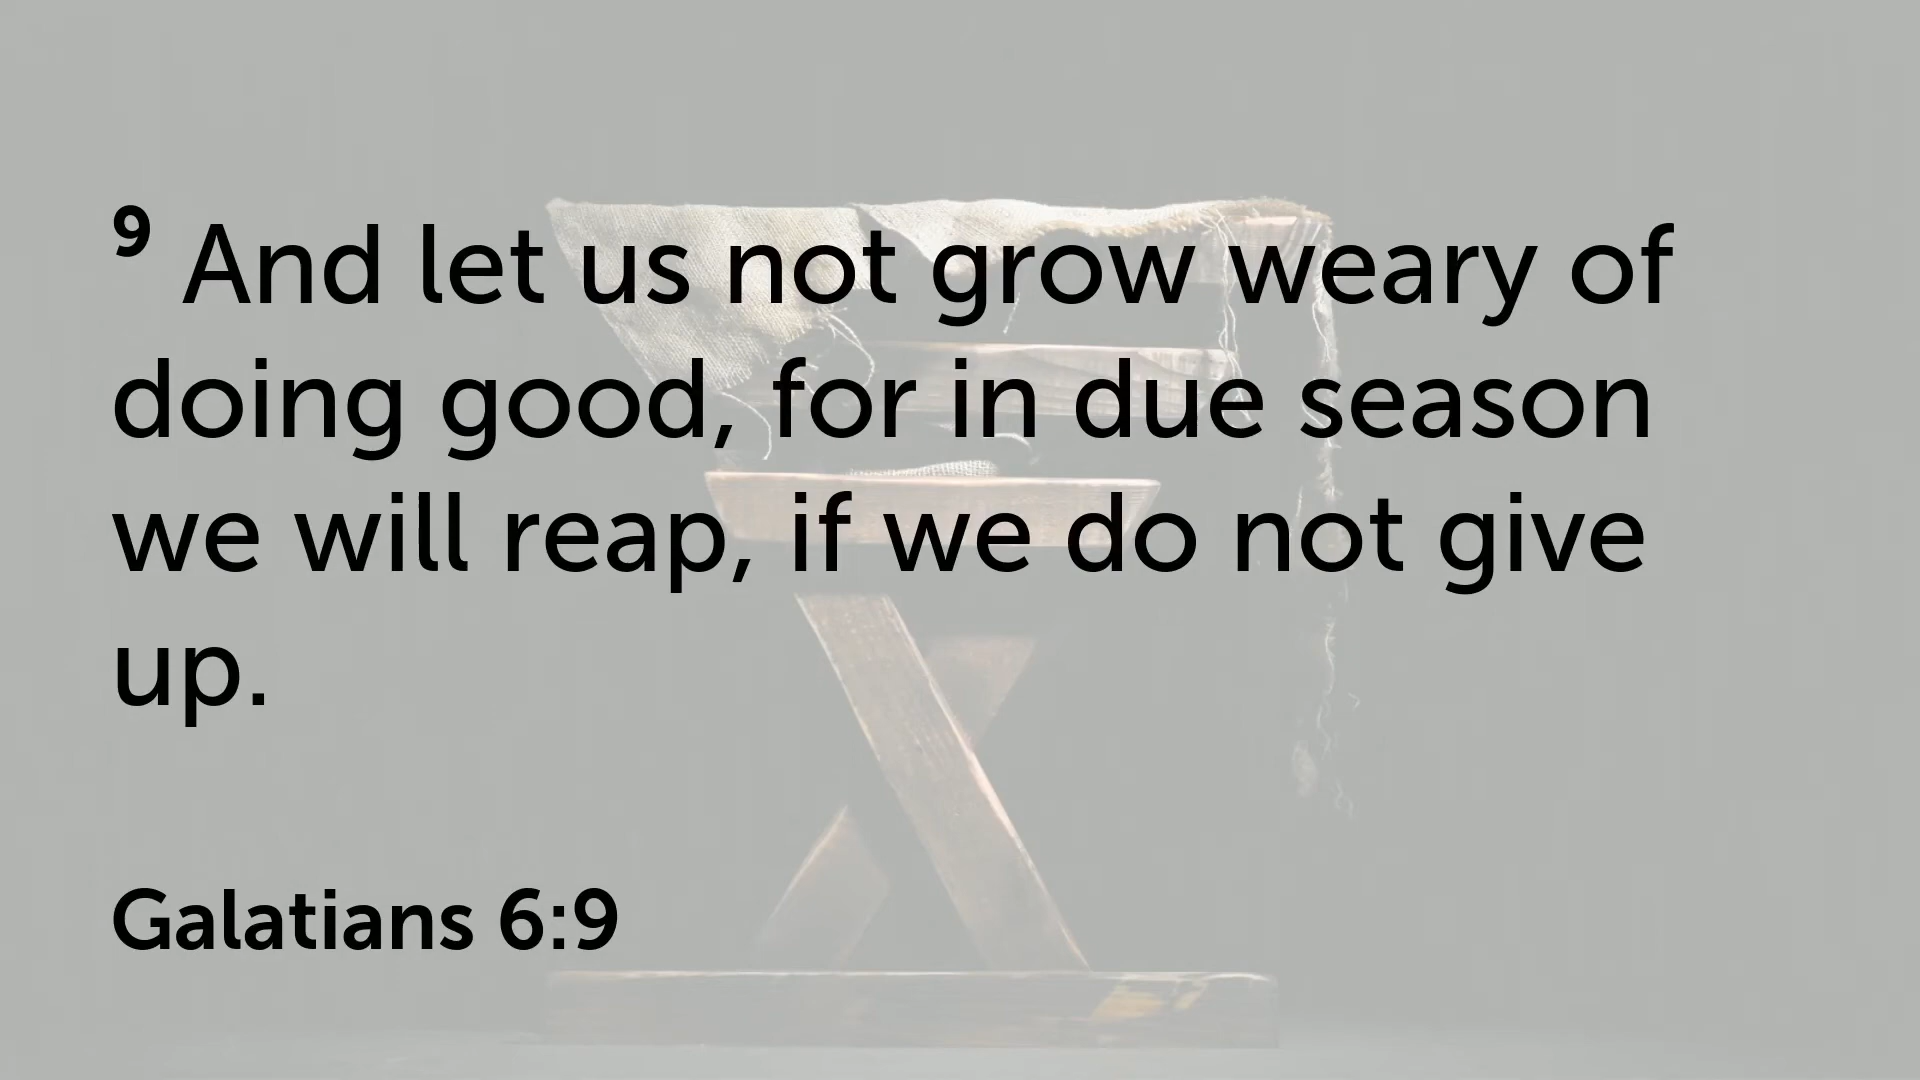 9 And let us not grow weary of
doing good, for in due season
we will reap, if we do not give
up.
Galatians 6:9